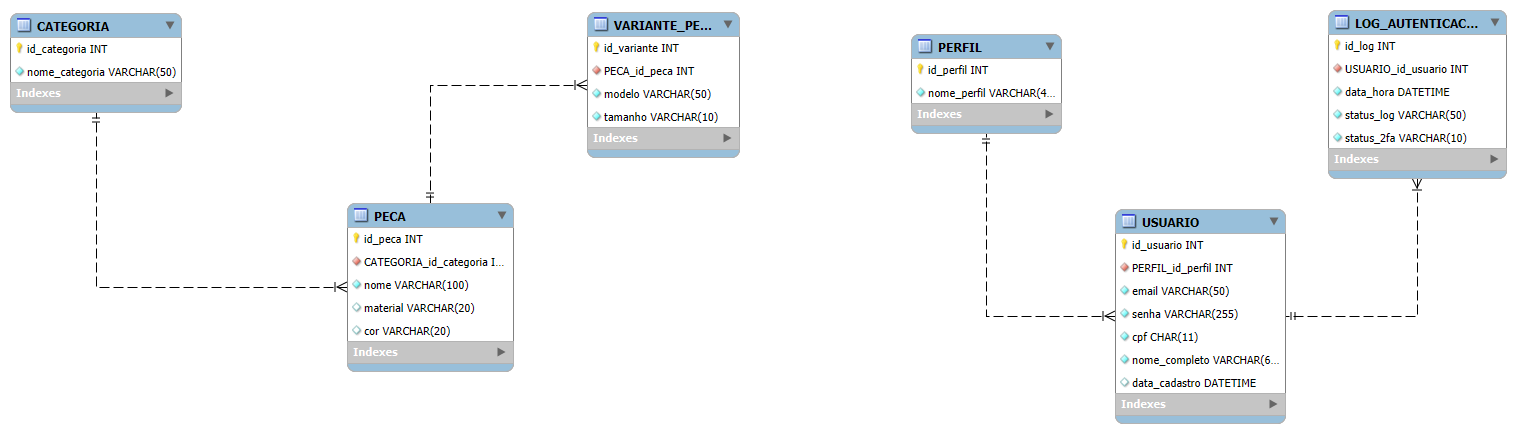 CATEGORIA
id_categoria INT
nome_categoria VARCHAR(50)
Indexes
VARIANTE_PE...
id_variante INT
PECA_id_peca INT
modelo VARCHAR(50)
tamanho VARCHAR(10)
Indexes
PECA
id_peca INT
CATEGORIA_id_categoria I...
nome VARCHAR(100)
material VARCHAR(20)
cor VARCHAR(20)
Indexes
PERFIL
id_perfil INT
nome_perfil VARCHAR(4...
Indexes
LOG_AUTENTICAC...
id_log INT
USUARIO_id_usuario INT
data_hora DATETIME
status_log VARCHAR(50)
status_2fa VARCHAR(10)
Indexes
USUARIO
id_usuario INT
PERFIL_id_perfil INT
email VARCHAR(50)
senha VARCHAR(255)
cpf CHAR(11)
nome_completo VARCHAR(6...
data_cadastro DATETIME
Indexes